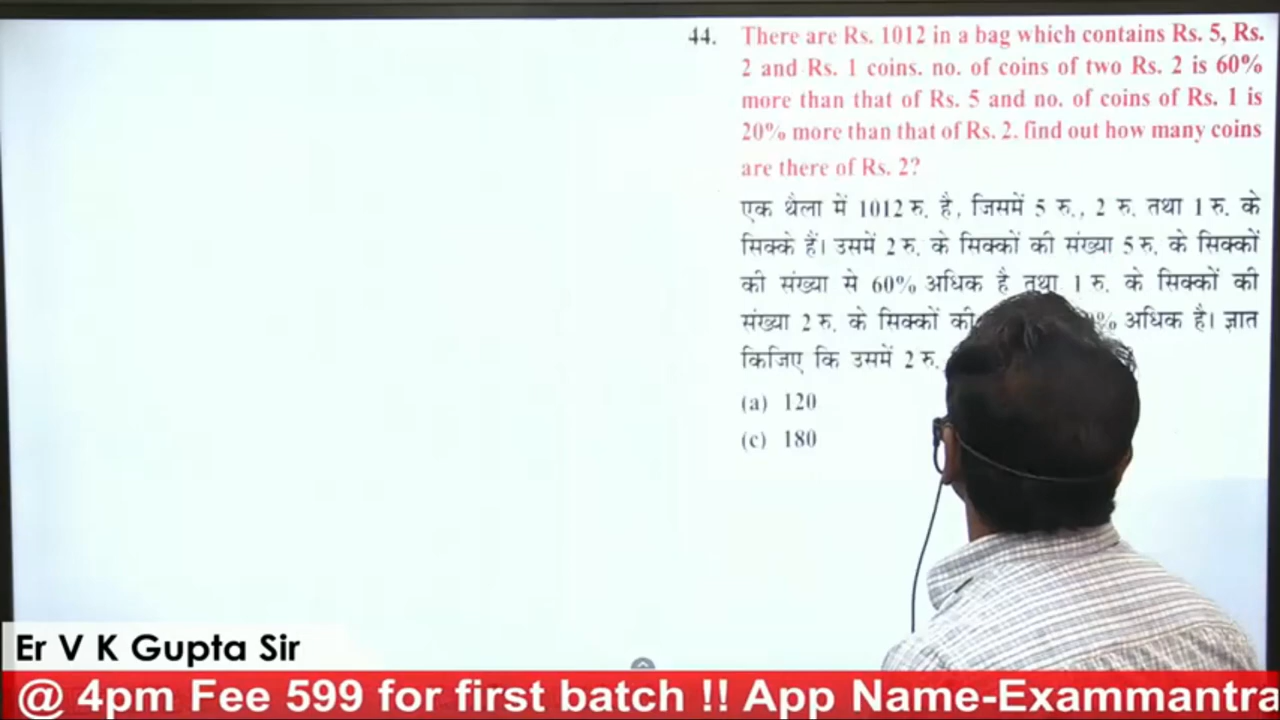 44. There are Rs. 1012 in a bag which contains Rs. 5, Rs.
2 and Rs. 1 coins. no. of coins of two Rs. 2 is 60%
more than that of Rs. 5 and no. of coins of Rs. 1 is
20% more than that of Rs. 2. find out how many coins
are there of Rs. 2?
एक थैला में 1012 रु. है, जिसमें 5 रु., 2 रु. तथा 1 रु. के
सिक्के हैं। उसमें 2 रु. के सिक्कों की संख्या 5 रु. के सिक्कों
की संख्या से 60% अधिक है तथा 1 रु. के सिक्कों की
संख्या 2 रु. के सिक्कों की % अधिक है। ज्ञात
किजिए कि उसमें 2 रु.
(a) 120
(c) 180
Er V K Gupta Sir
@ 4pm Fee 599 for first batch !! App Name-Exammantra